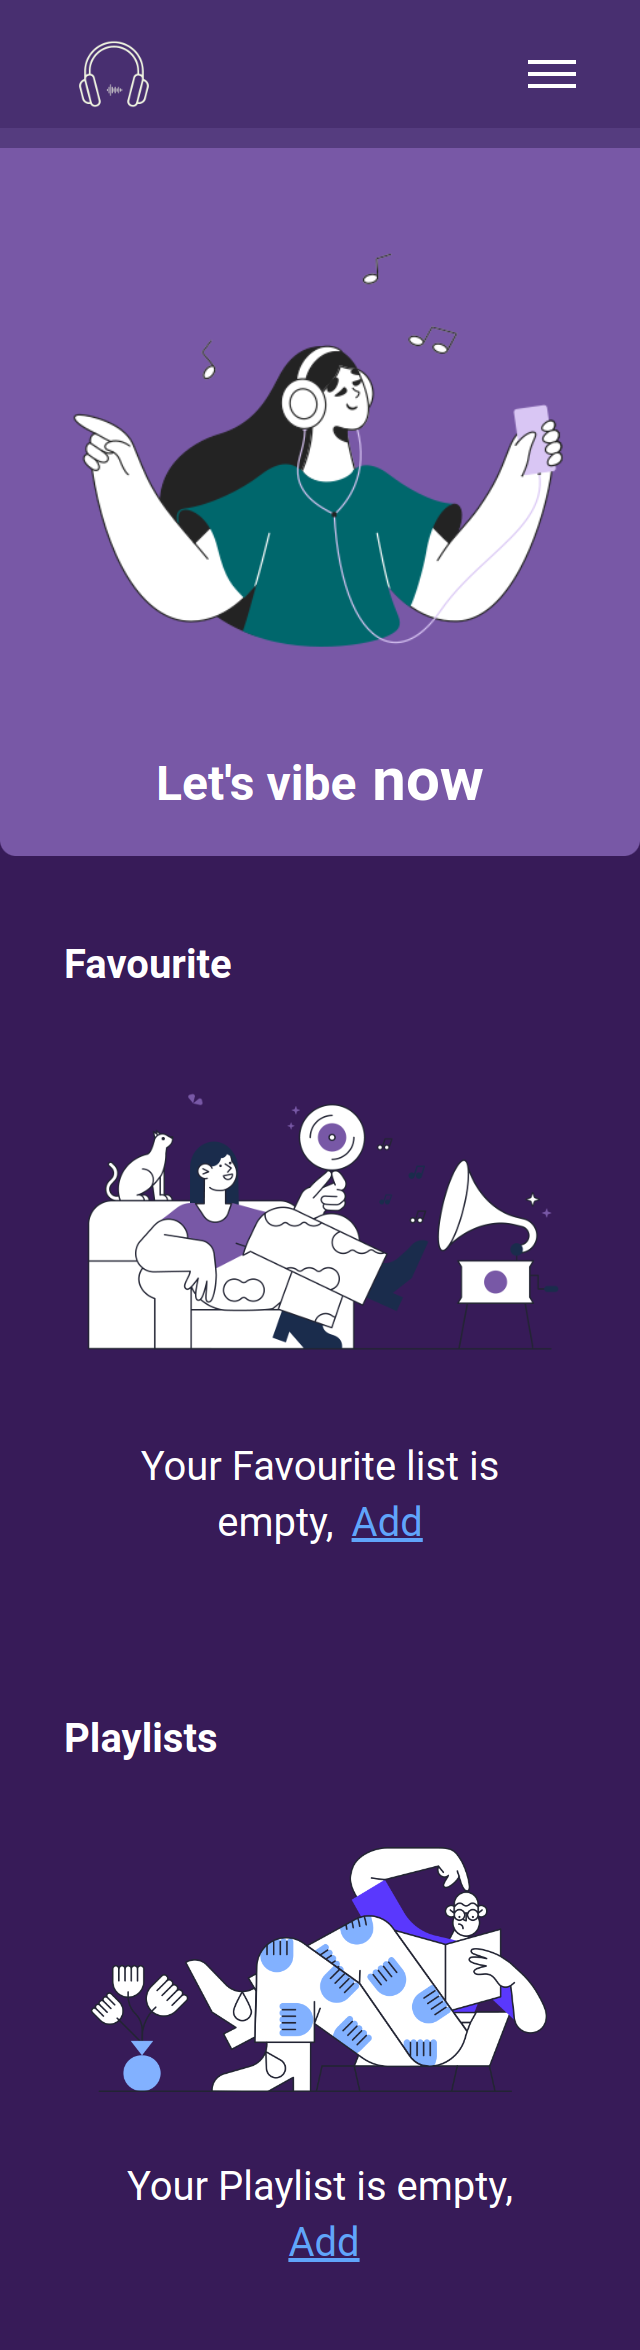 Let's vibe now
Favourite
Your Favourite list is
empty, Add
Playlists
Your Playlist is empty,
Add